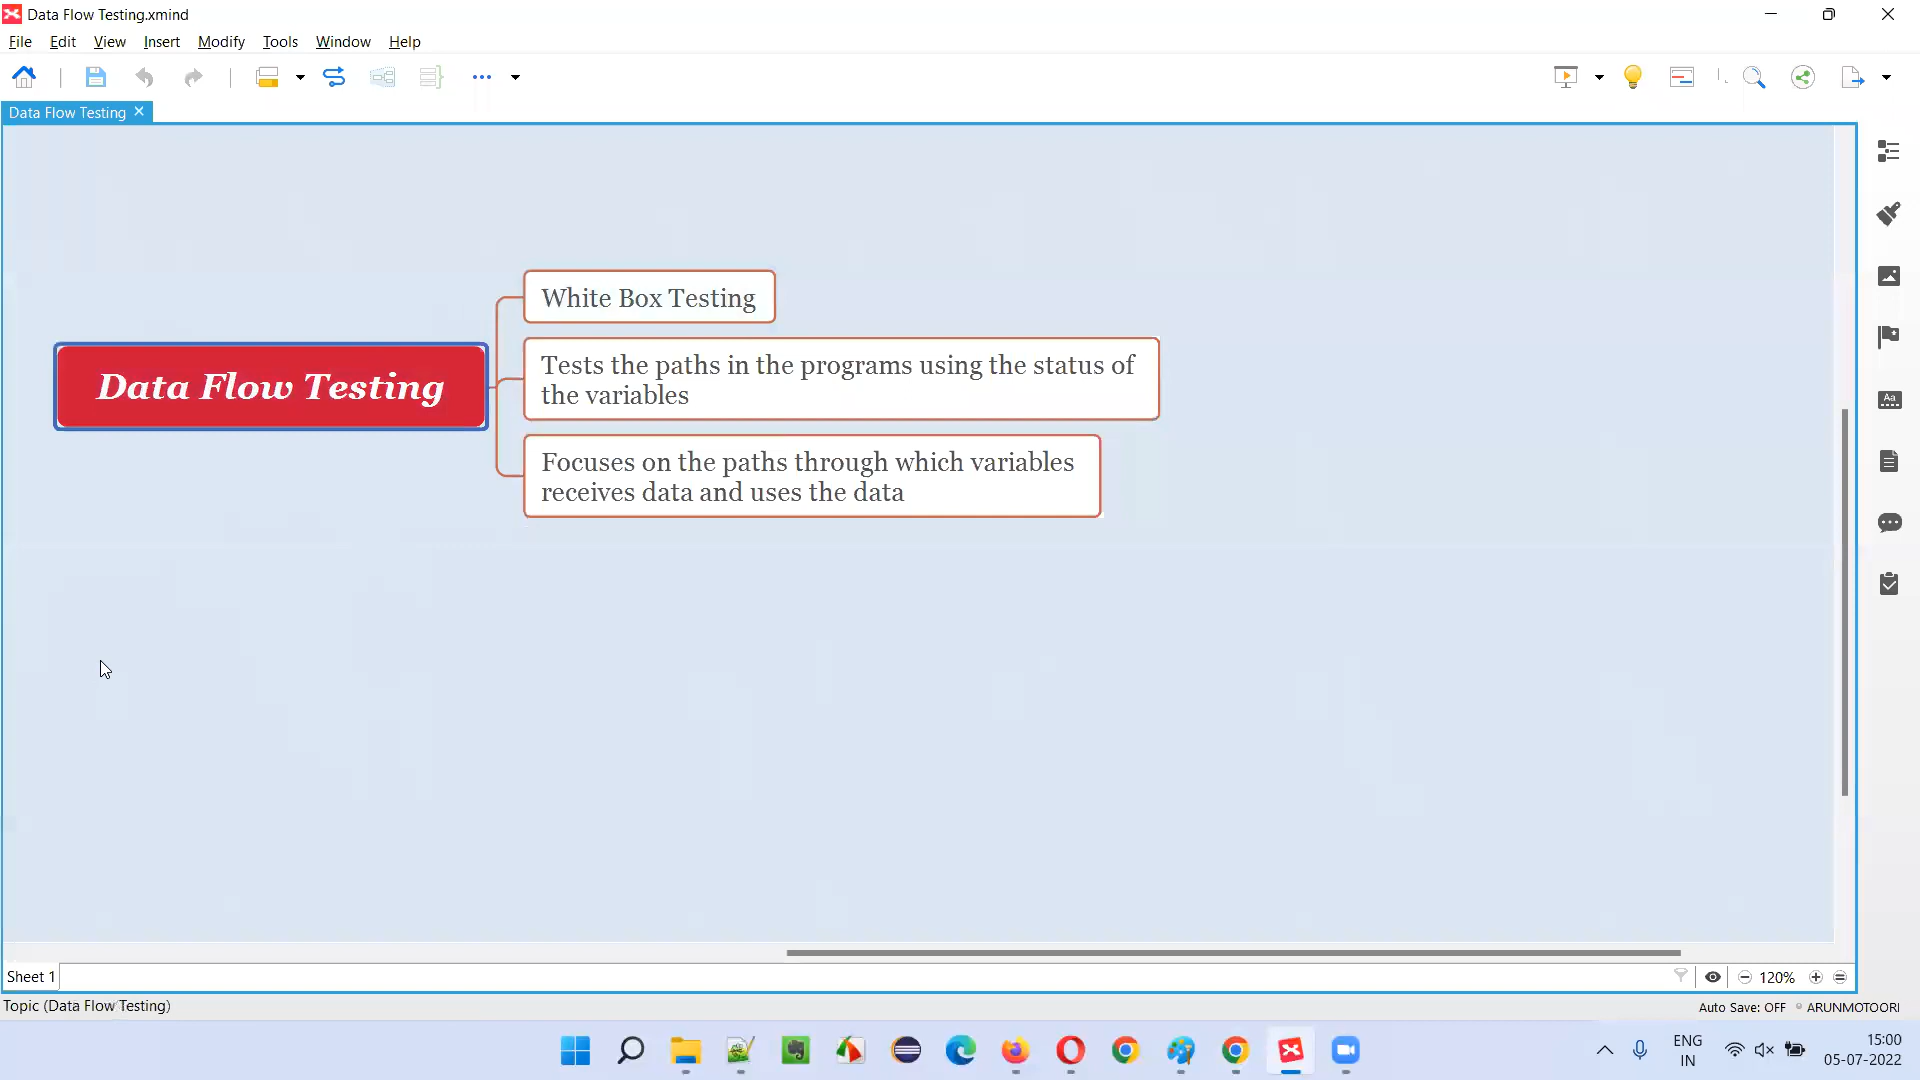 Data Flow Testing.xmind
File Edit View Insert Modify Tools Window Help
Data Flow Testing
White Box Testing
Tests the paths in the programs using the status of
the variables
Data Flow Testing
Focuses on the paths through which variables
receives data and uses the data
Aa
Sheet 1
120%
Topic (Data Flow Testing)
Auto Save: OFF
ARUNMOTOORI
ENG
IN
15:00
05-07-2022